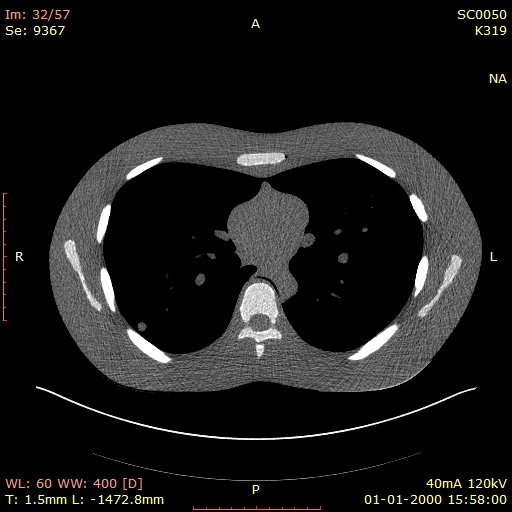 Im: 32/57
Se: 9367
A
SC0050
K319
NA
R
L
WL: 60 WW: 400 [D]
T: 1.5mm L: -1472.8mm
P
40mA 120kV
01-01-2000 15:58:00